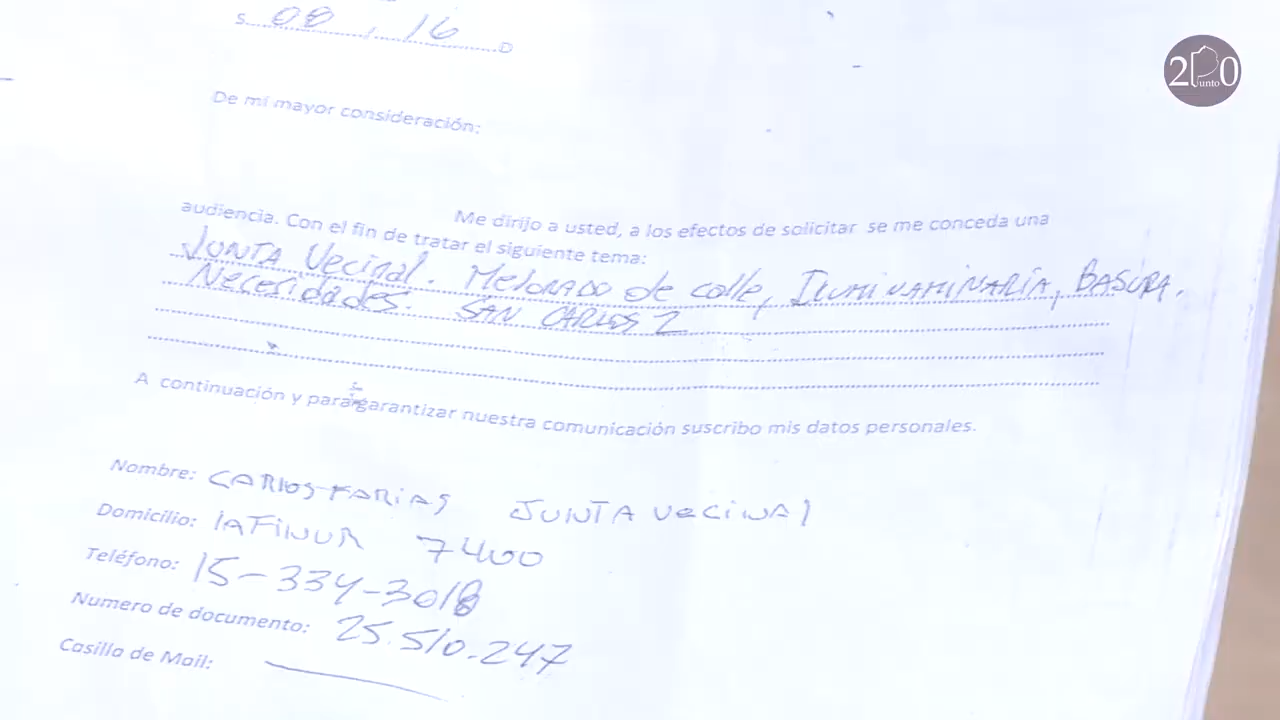 S 08 , 16 D
2Punto0
De mi mayor consideración:
Me dirijo a usted, a los efectos de solicitar se me conceda una
audiencia. Con el fin de tratar el siguiente tema:
JUNTA Vecinal. MEJORADO de calle, ILUMINAMINARIA, BASURA.
Necesidades. SAN CARLOS 2
A continuación y para garantizar nuestra comunicación suscribo mis datos personales.
Nombre: CARLOS FARIAS JUNTA VECINAL
Domicilio: LAFINUR 7400
Teléfono: 15-334-3018
Numero de documento: 25.510.247
Casilla de Mail: